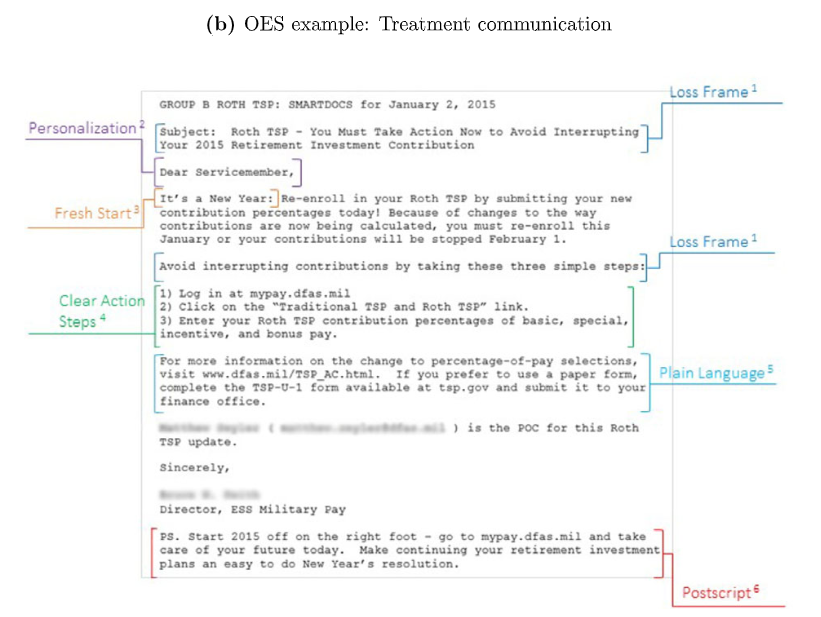 (b) OES example: Treatment communication
Loss Frame 1
GROUP B ROTH TSP: SMARTDOCS for January 2, 2015
Personalization 2
Subject: Roth TSP - You Must Take Action Now to Avoid Interrupting
Your 2015 Retirement Investment Contribution
Dear Servicemember,
Fresh Start 3
It's a New Year: Re-enroll in your Roth TSP by submitting your new
contribution percentages today! Because of changes to the way
contributions are now being calculated, you must re-enroll this
January or your contributions will be stopped February 1.
Loss Frame 1
Avoid interrupting contributions by taking these three simple steps:
Clear Action
Steps 4
1) Log in at mypay.dfas.mil
2) Click on the "Traditional TSP and Roth TSP" link.
3) Enter your Roth TSP contribution percentages of basic, special,
incentive, and bonus pay.
Plain Language 5
For more information on the change to percentage-of-pay selections,
visit www.dfas.mil/TSP_AC.html. If you prefer to use a paper form,
complete the TSP-U-1 form available at tsp.gov and submit it to your
finance office.
( ) is the POC for this Roth
TSP update.
Sincerely,
Director, ESS Military Pay
PS. Start 2015 off on the right foot - go to mypay.dfas.mil and take
care of your future today. Make continuing your retirement investment
plans an easy to do New Year's resolution.
Postscript 6